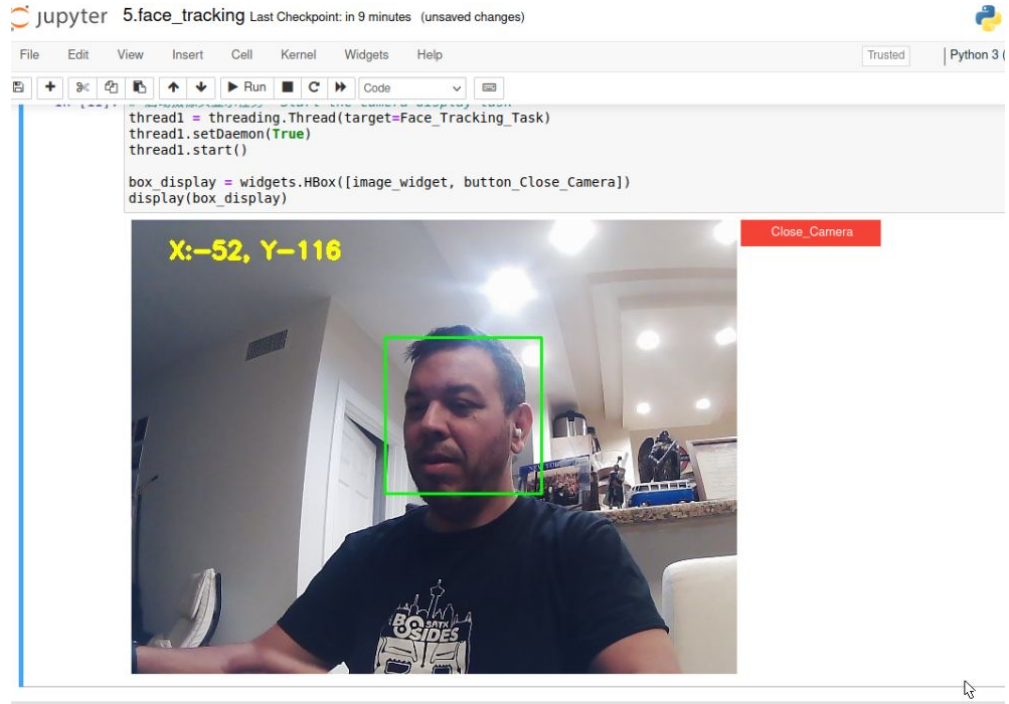 jupyter 5.face_tracking Last Checkpoint: in 9 minutes (unsaved changes)
File Edit View Insert Cell Kernel Widgets Help Trusted Python 3 (
Run Code
thread1 = threading.Thread(target=Face_Tracking_Task)
thread1.setDaemon(True)
thread1.start()
box_display = widgets.HBox([image_widget, button_Close_Camera])
display(box_display)
X:-52, Y-116
Close_Camera
BSIDES
SATX